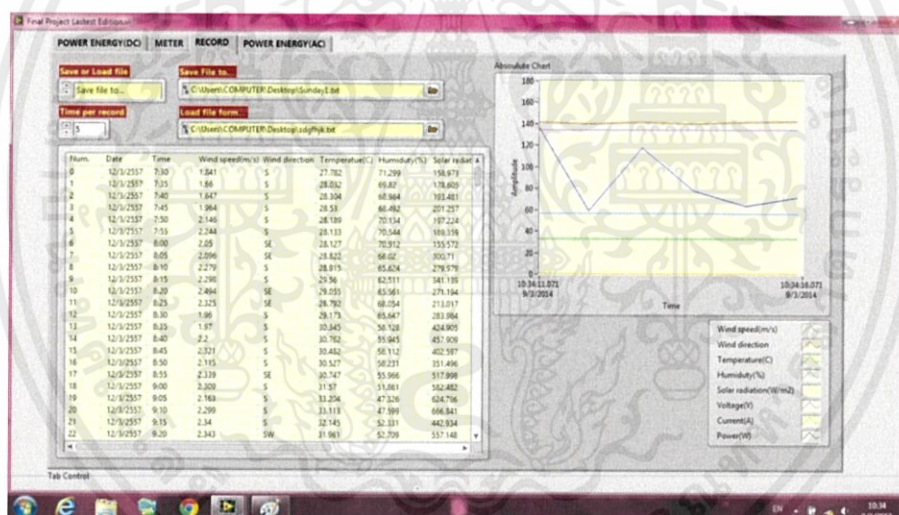 Final Project Lastest Edition.vi
POWER ENERGY(DC) METER RECORD POWER ENERGY(AC)
Save or Load file
Save file to...
Save File to...
C:\Users\COMPUTER\Desktop\Sunday1.txt
Time per record
5
Load file form...
C:\Users\COMPUTER\Desktop\sdgfhjk.txt
Num. Date Time Wind speed(m/s) Wind direction Temperatue(C) Humiduty(%) Solar radiat
0 12/3/2557 7:30 1.841 S 27.782 71.299 158.973
1 12/3/2557 7:35 1.66 S 28.032 69.82 178.605
2 12/3/2557 7:40 1.647 S 28.304 68.984 193.481
3 12/3/2557 7:45 1.964 S 28.53 68.492 201.257
4 12/3/2557 7:50 2.146 S 28.189 70.134 197.224
5 12/3/2557 7:55 2.244 S 28.133 70.544 189.359
6 12/3/2557 8:00 2.05 SE 28.127 70.912 155.572
7 12/3/2557 8:05 2.096 SE 28.822 68.02 300.71
8 12/3/2557 8:10 2.279 S 28.815 65.624 279.979
9 12/3/2557 8:15 2.298 S 29.56 62.511 341.139
10 12/3/2557 8:20 2.494 SE 29.055 65.961 271.194
11 12/3/2557 8:25 2.325 SE 28.792 68.054 213.017
12 12/3/2557 8:30 1.96 S 29.173 65.647 283.984
13 12/3/2557 8:35 1.97 S 30.345 58.128 424.905
14 12/3/2557 8:40 2.2 S 30.762 55.945 457.909
15 12/3/2557 8:45 2.321 S 30.482 56.112 402.597
16 12/3/2557 8:50 2.115 S 30.527 58.231 351.496
17 12/3/2557 8:55 2.339 SE 30.747 55.966 517.998
18 12/3/2557 9:00 2.309 S 31.57 51.861 562.482
19 12/3/2557 9:05 2.163 S 33.204 47.326 624.796
20 12/3/2557 9:10 2.299 S 33.113 47.599 666.841
21 12/3/2557 9:15 2.34 S 32.145 52.331 442.934
22 12/3/2557 9:20 2.343 SW 31.961 52.709 557.148
Absoulute Chart
Amplitude
180
160
140
120
100
80
60
40
20
0
10:34:11.071
9/3/2014
10:34:16.071
9/3/2014
Time
Wind speed(m/s)
Wind direction
Temperature(C)
Humiduty(%)
Solar radiation(W/m2)
Voltage(V)
Current(A)
Power(W)
Tab Control
EN
10:34